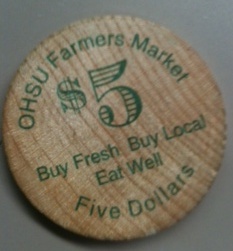 OHSU Farmers Market
$5
Buy Fresh Buy Local
Eat Well
Five Dollars